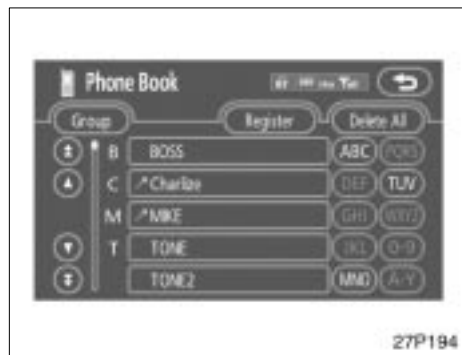 Phone Book
Group Register Delete All
B BOSS ABC PQRS
C Charlize DEF TUV
M MIKE GHI WXYZ
T TONE JKL 0-9
TONE2 MNO
27P194